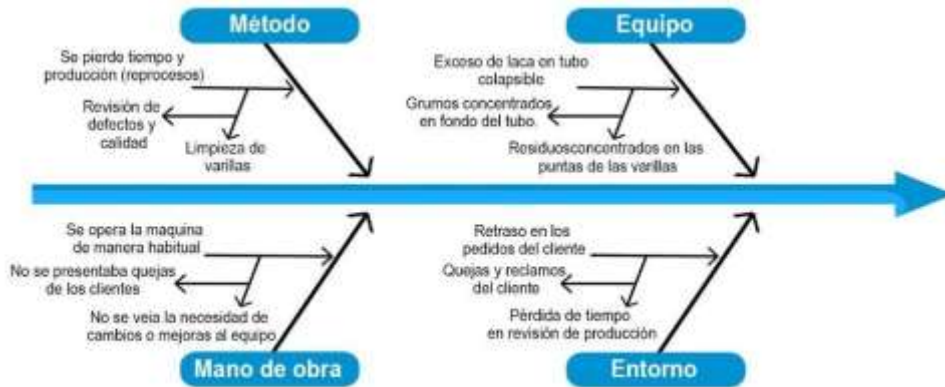 Método
Equipo
Se pierde tiempo y
producción (reprocesos)
Revisión de
defectos y
calidad
Limpieza de
varillas
Exceso de laca en tubo
colapsible
Grumos concentrados
en fondo del tubo.
Residuosconcentrados en las
puntas de las varillas
Se opera la maquina
de manera habitual
No se presentaba quejas
de los clientes
No se veia la necesidad de
cambios o mejoras al equipo
Retraso en los
pedidos del cliente
Quejas y reclamos
del cliente
Pérdida de tiempo
en revisión de producción
Mano de obra
Entorno